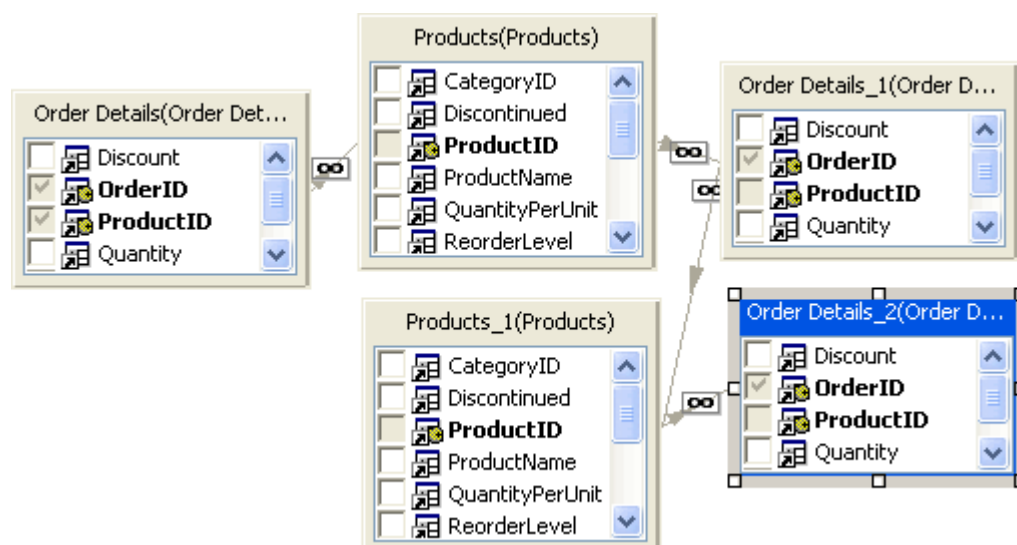 Order Details(Order Det...
Discount
OrderID
ProductID
Quantity
Products(Products)
CategoryID
Discontinued
ProductID
ProductName
QuantityPerUnit
ReorderLevel
Order Details_1(Order D...
Discount
OrderID
ProductID
Quantity
Products_1(Products)
CategoryID
Discontinued
ProductID
ProductName
QuantityPerUnit
ReorderLevel
Order Details_2(Order D...
Discount
OrderID
ProductID
Quantity